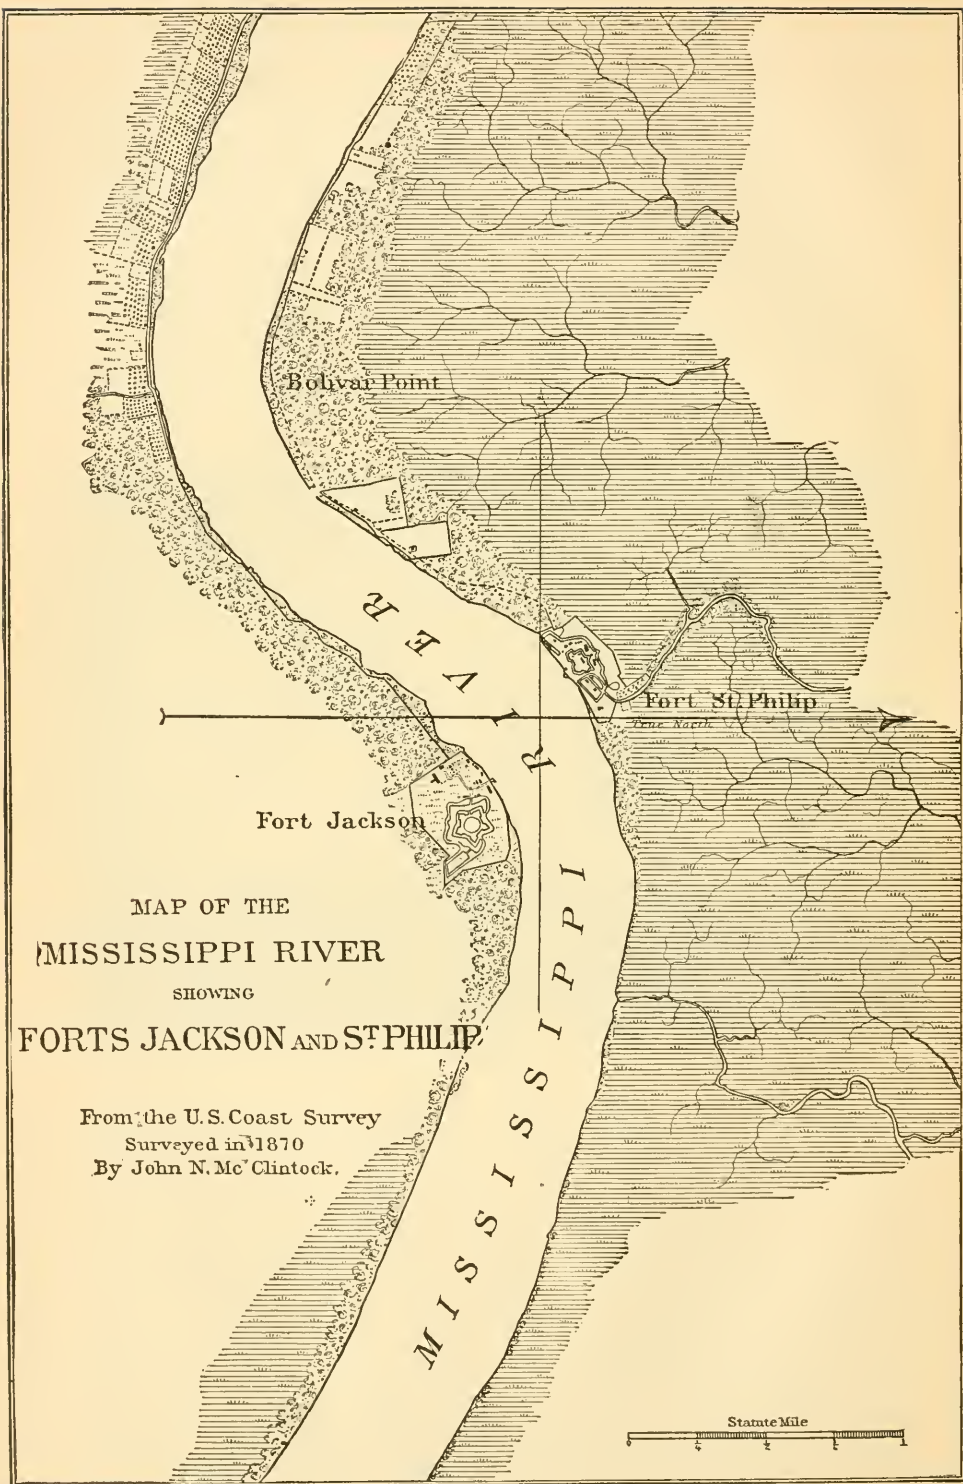 Bolivar Point
RIVER
Fort St. Philip
True North
Fort Jackson
MAP OF THE
MISSISSIPPI RIVER
SHOWING
FORTS JACKSON AND ST. PHILIP
From the U.S. Coast Survey
Surveyed in 1870
By John N. McClintock.
MISSISSIPPI
Statute Mile
0
1